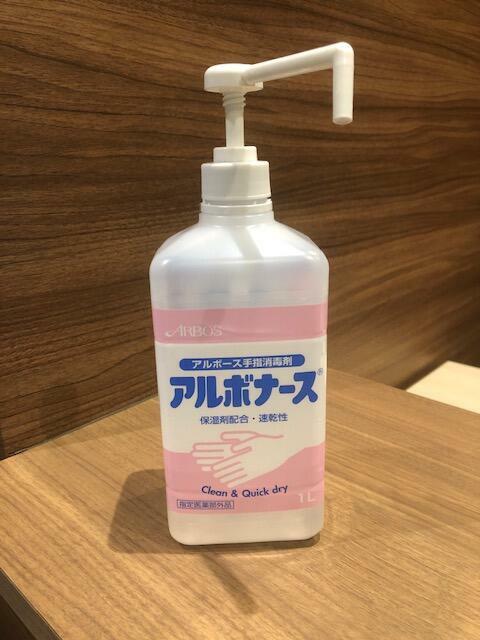 ARBOS
アルボース手指消毒剤
アルボナース®
保湿剤配合・速乾性
Clean & Quick dry
指定医薬部外品
1L